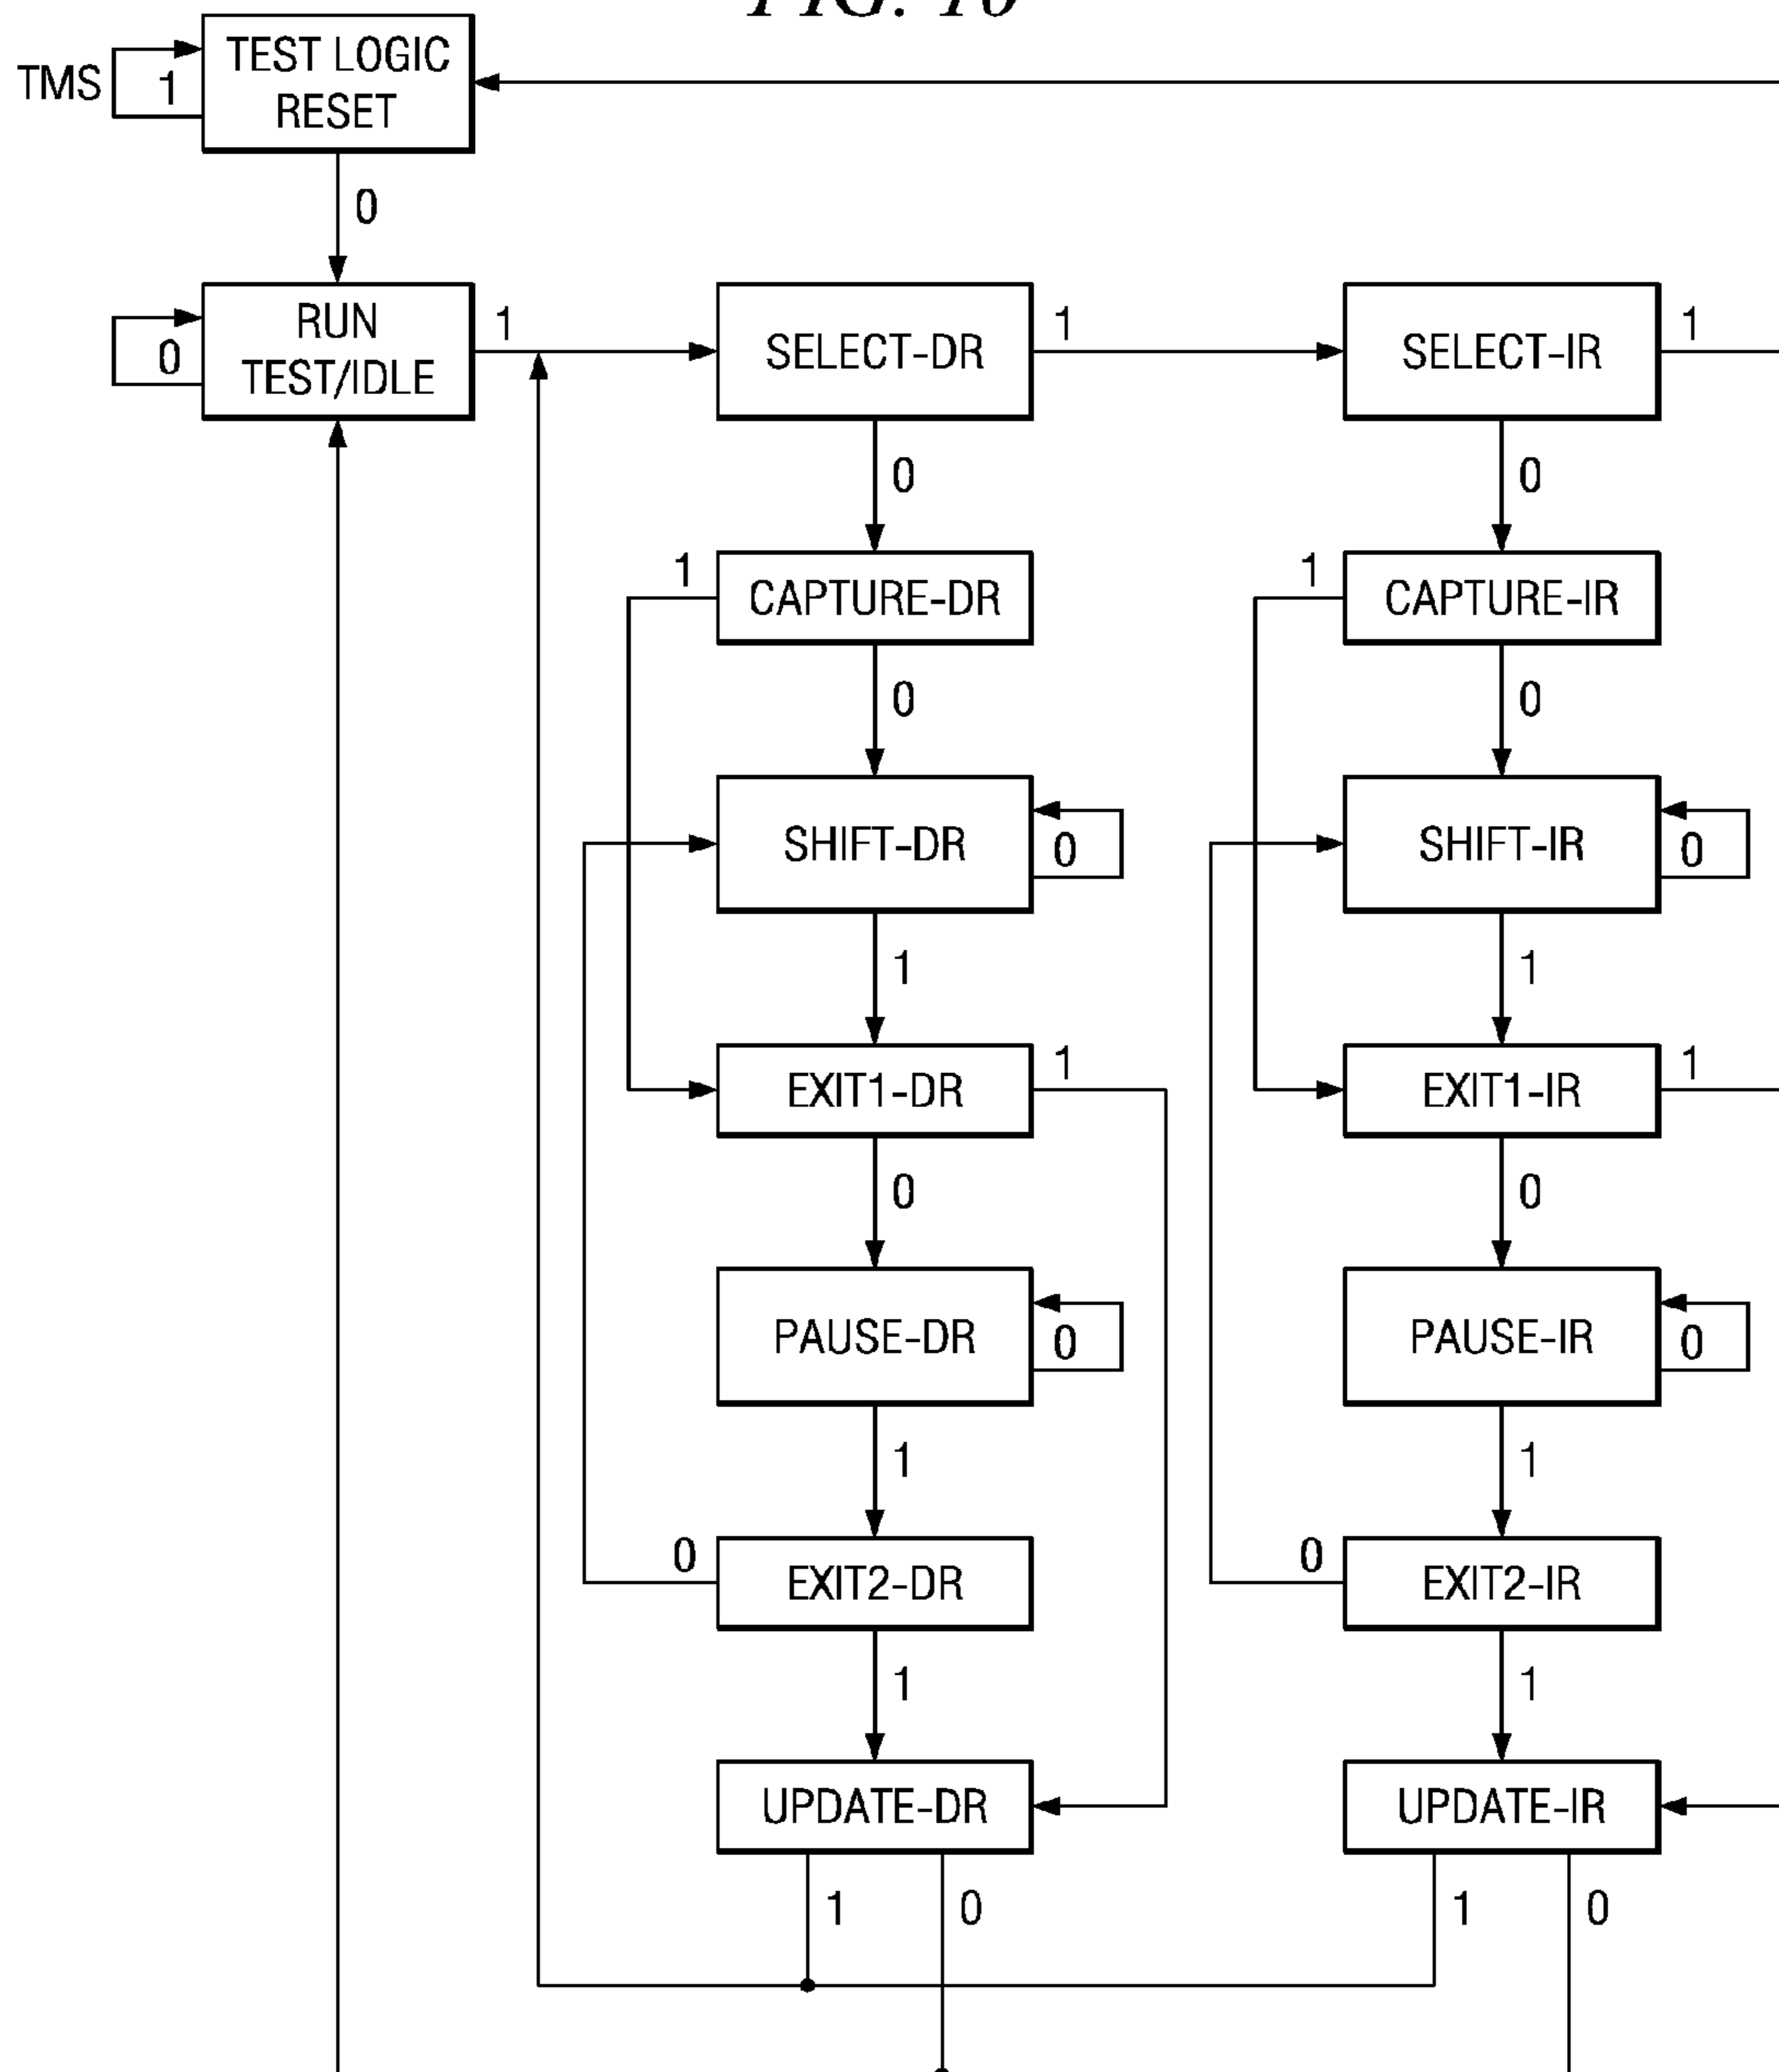 TEST LOGIC
RESET
TMS
1
0
RUN
TEST/IDLE
0
1
SELECT-DR
1
SELECT-IR
1
0
0
1
CAPTURE-DR
1
CAPTURE-IR
0
0
SHIFT-DR
0
SHIFT-IR
0
1
1
EXIT1-DR
1
EXIT1-IR
1
0
0
PAUSE-DR
0
PAUSE-IR
0
1
1
0
EXIT2-DR
0
EXIT2-IR
1
1
UPDATE-DR
UPDATE-IR
1
0
1
0